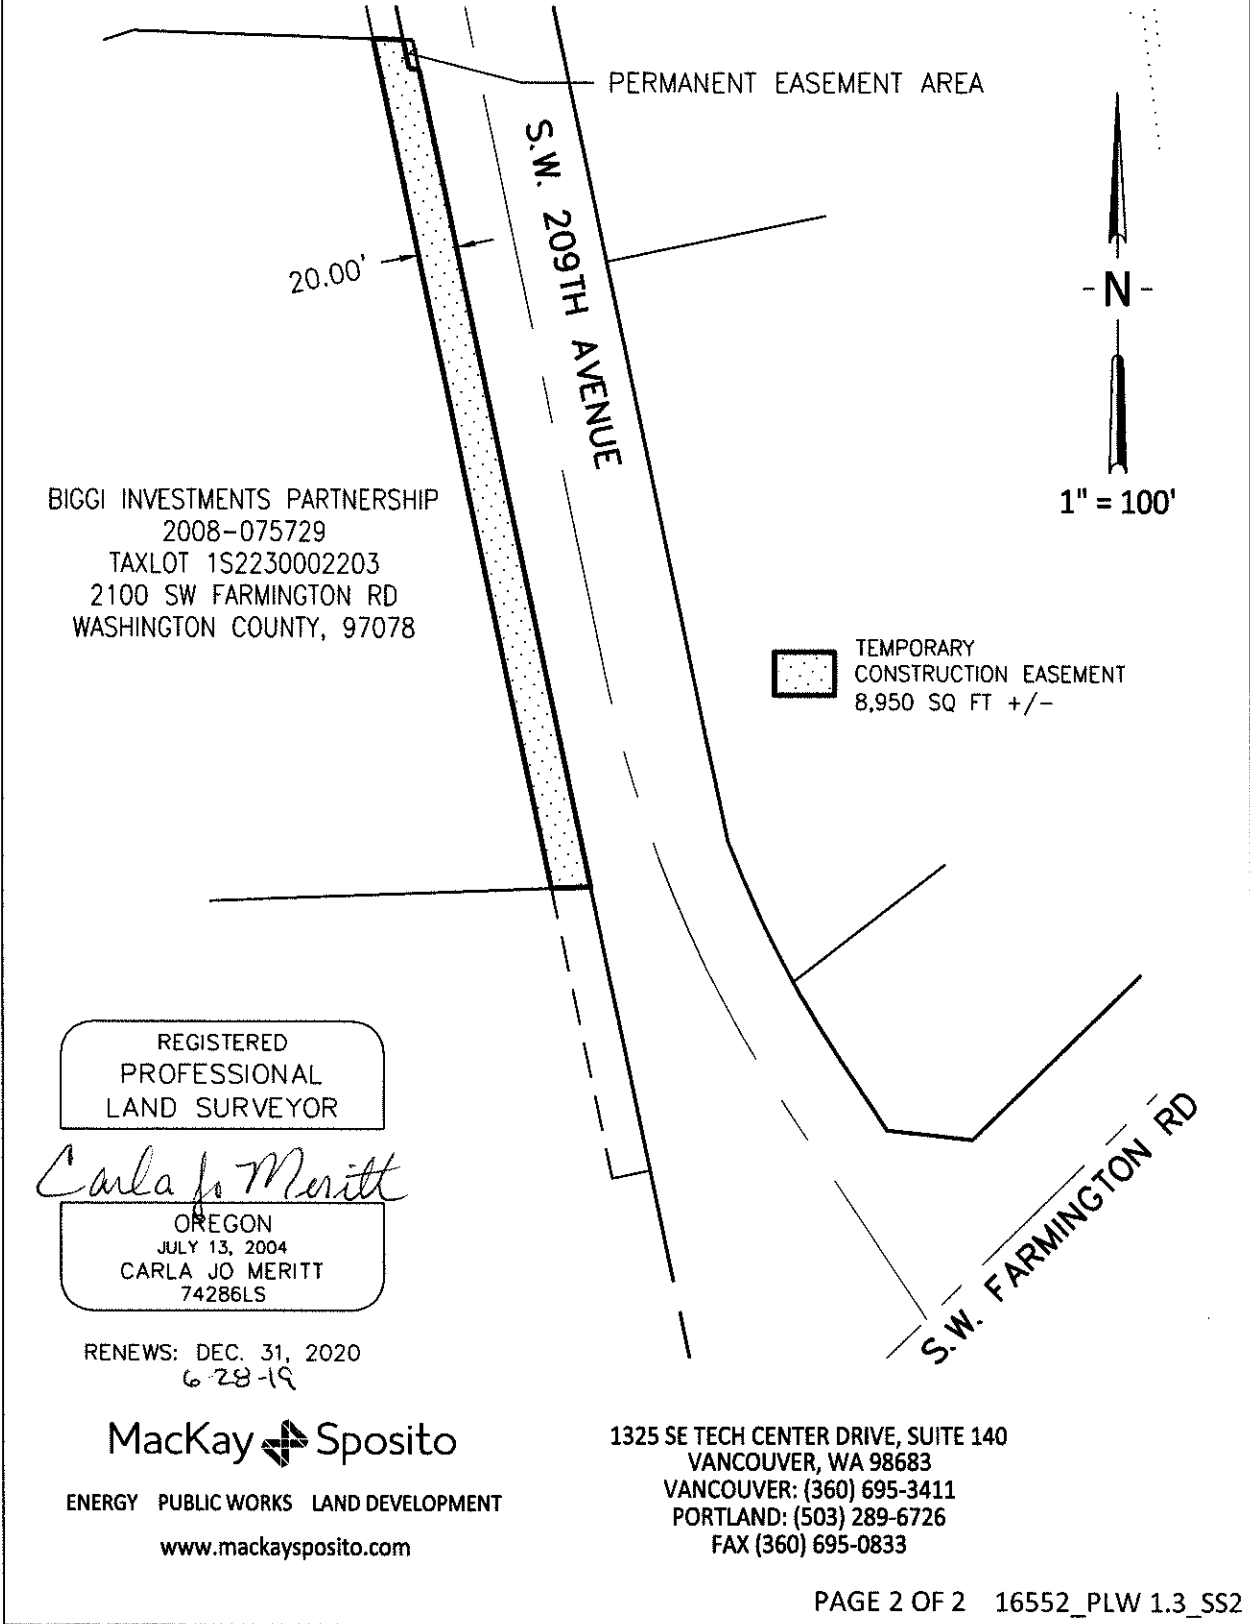 PERMANENT EASEMENT AREA
S.W. 209TH AVENUE
20.00'
- N -
1" = 100'
BIGGI INVESTMENTS PARTNERSHIP
2008-075729
TAXLOT 1S2230002203
2100 SW FARMINGTON RD
WASHINGTON COUNTY, 97078
TEMPORARY
CONSTRUCTION EASEMENT
8,950 SQ FT +/-
REGISTERED
PROFESSIONAL
LAND SURVEYOR
Carla Jo Meritt
OREGON
JULY 13, 2004
CARLA JO MERITT
74286LS
RENEWS: DEC. 31, 2020
6-28-19
S.W. FARMINGTON RD
MacKay Sposito
ENERGY PUBLIC WORKS LAND DEVELOPMENT
www.mackaysposito.com
1325 SE TECH CENTER DRIVE, SUITE 140
VANCOUVER, WA 98683
VANCOUVER: (360) 695-3411
PORTLAND: (503) 289-6726
FAX (360) 695-0833
PAGE 2 OF 2 16552_PLW 1.3_SS2